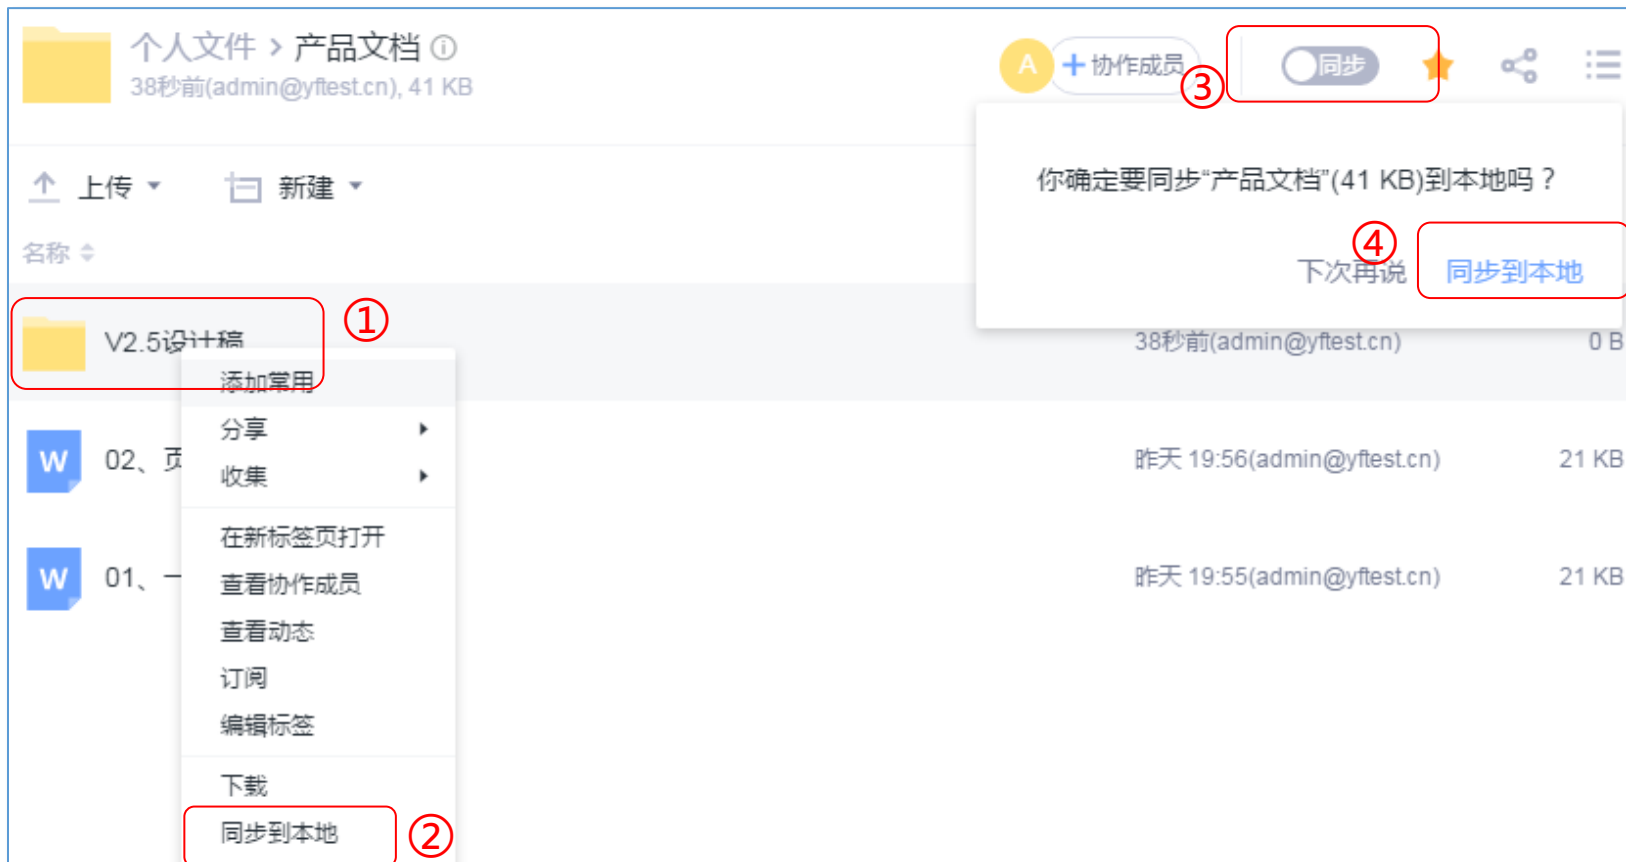 个人文件 > 产品文档
38秒前(admin@yftest.cn), 41 KB
A + 协作成员
③
同步
上传
新建
你确定要同步“产品文档”(41 KB)到本地吗？
④
下次再说 同步到本地
名称
V2.5设计稿
①
38秒前(admin@yftest.cn) 0 B
添加常用
分享
收集
W 02、 昨天 19:56(admin@yftest.cn) 21 KB
在新标签页打开
W 01、一 昨天 19:55(admin@yftest.cn) 21 KB
查看协作成员
查看动态
订阅
编辑标签
下载
同步到本地 ②